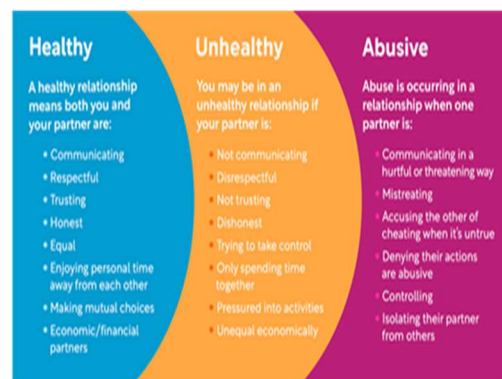 Healthy
A healthy relationship
means both you and
your partner are:
• Communicating
• Respectful
• Trusting
• Honest
• Equal
• Enjoying personal time
away from each other
• Making mutual choices
• Economic/financial
partners
Unhealthy
You may be in an
unhealthy relationship if
your partner is:
• Not communicating
• Disrespectful
• Not trusting
• Dishonest
• Trying to take control
• Only spending time
together
• Pressured into activities
• Unequal economically
Abusive
Abuse is occurring in a
relationship when one
partner is:
• Communicating in a
hurtful or threatening way
• Mistreating
• Accusing the other of
cheating when it's untrue
• Denying their actions
are abusive
• Controlling
• Isolating their partner
from others